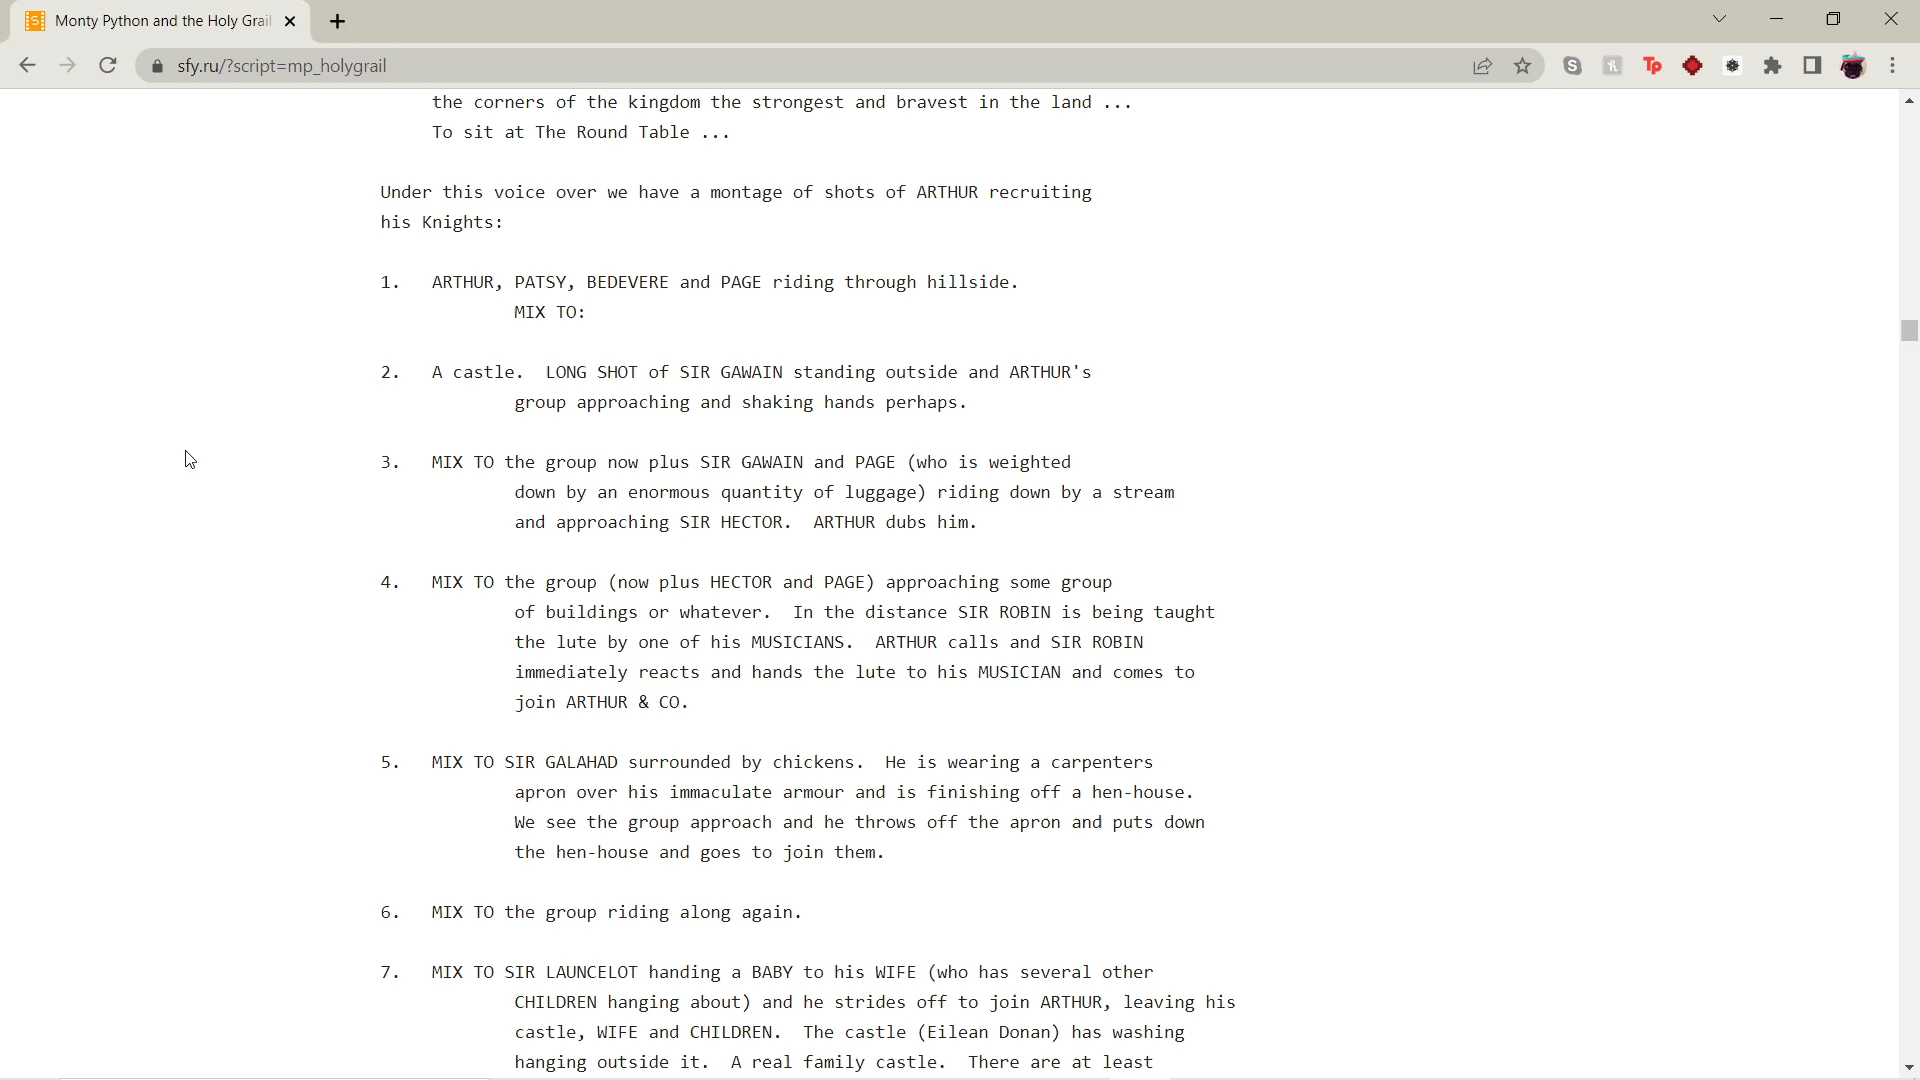 Monty Python and the Holy Grail
sfy.ru/?script=mp_holygrail
the corners of the kingdom the strongest and bravest in the land ...
To sit at The Round Table ...
Under this voice over we have a montage of shots of ARTHUR recruiting
his Knights:
1. ARTHUR, PATSY, BEDEVERE and PAGE riding through hillside.
MIX TO:
2. A castle. LONG SHOT of SIR GAWAIN standing outside and ARTHUR's
group approaching and shaking hands perhaps.
3. MIX TO the group now plus SIR GAWAIN and PAGE (who is weighted
down by an enormous quantity of luggage) riding down by a stream
and approaching SIR HECTOR. ARTHUR dubs him.
4. MIX TO the group (now plus HECTOR and PAGE) approaching some group
of buildings or whatever. In the distance SIR ROBIN is being taught
the lute by one of his MUSICIANS. ARTHUR calls and SIR ROBIN
immediately reacts and hands the lute to his MUSICIAN and comes to
join ARTHUR & CO.
5. MIX TO SIR GALAHAD surrounded by chickens. He is wearing a carpenters
apron over his immaculate armour and is finishing off a hen-house.
We see the group approach and he throws off the apron and puts down
the hen-house and goes to join them.
6. MIX TO the group riding along again.
7. MIX TO SIR LAUNCELOT handing a BABY to his WIFE (who has several other
CHILDREN hanging about) and he strides off to join ARTHUR, leaving his
castle, WIFE and CHILDREN. The castle (Eilean Donan) has washing
hanging outside it. A real family castle. There are at least